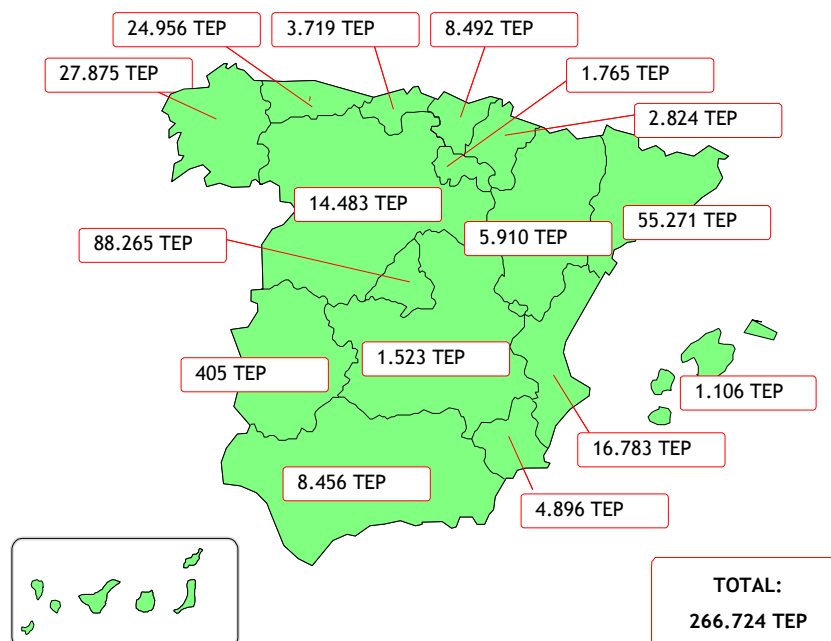 24.956 TEP
3.719 TEP
8.492 TEP
27.875 TEP
1.765 TEP
2.824 TEP
14.483 TEP
55.271 TEP
88.265 TEP
5.910 TEP
1.523 TEP
405 TEP
1.106 TEP
16.783 TEP
8.456 TEP
4.896 TEP
TOTAL:
266.724 TEP